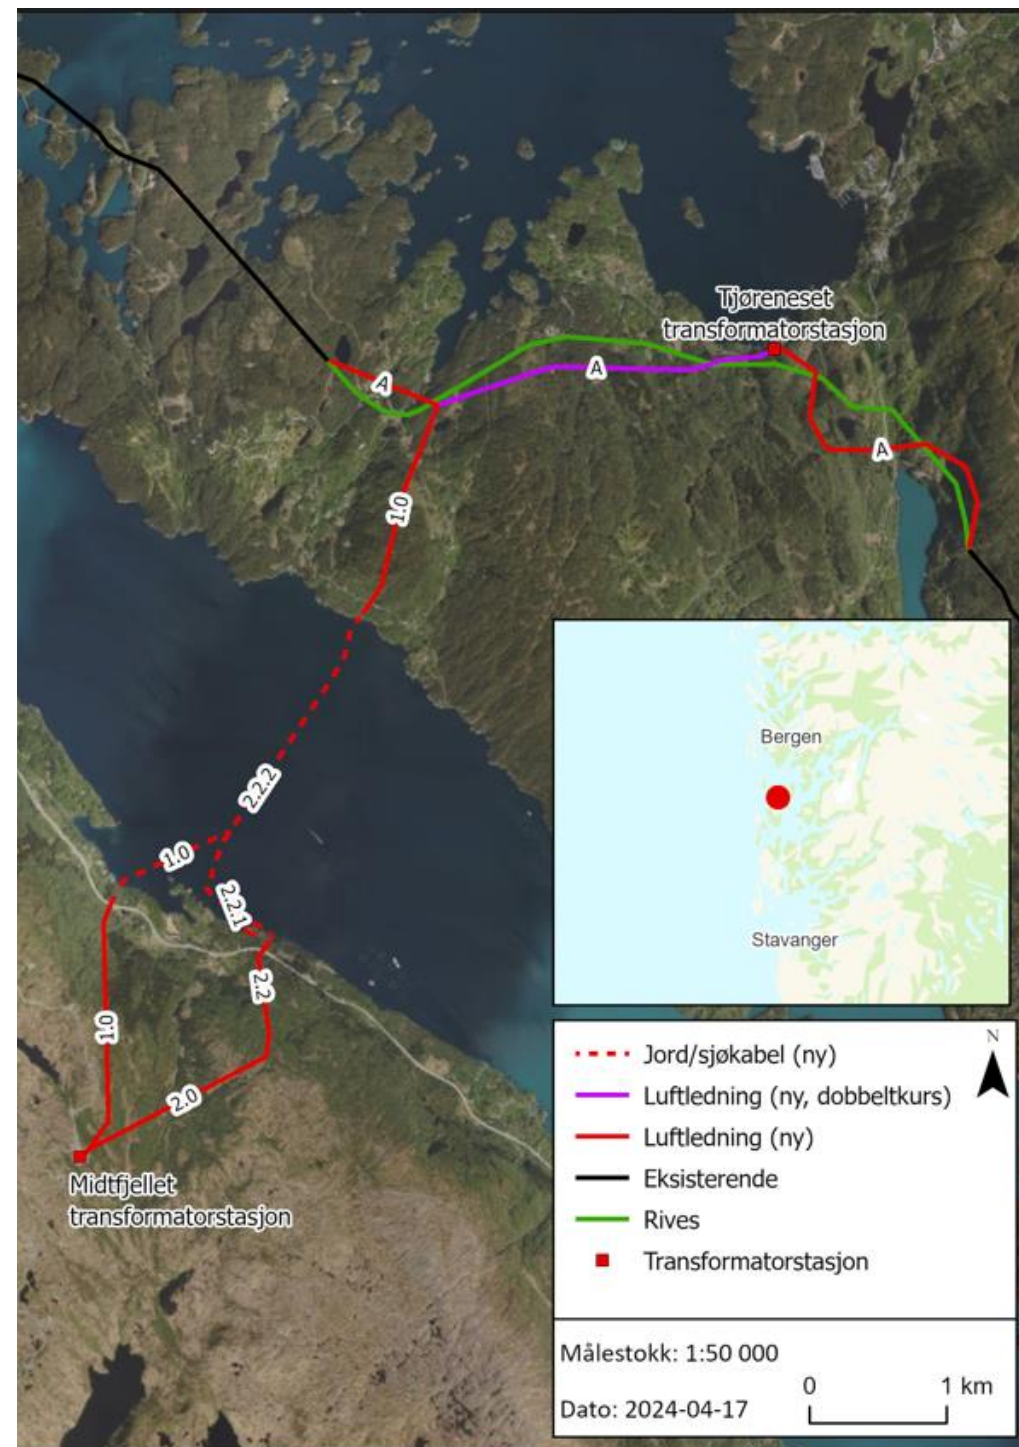 Tjøreneset
transformatorstasjon
A
A
A
1.0
2.2.2
1.0
2.2.1
2.2
1.0
2.0
Midtfjellet
transformatorstasjon
Bergen
Stavanger
N
Jord/sjøkabel (ny)
Luftledning (ny, dobbeltkurs)
Luftledning (ny)
Eksisterende
Rives
Transformatorstasjon
Målestokk: 1:50 000
0 1 km
Dato: 2024-04-17